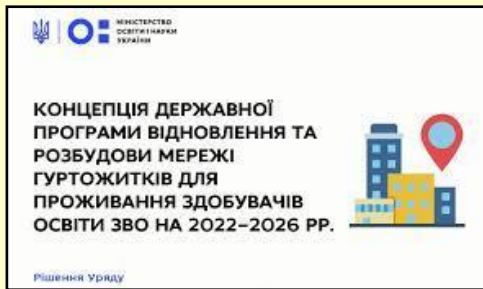 МІНІСТЕРСТВО
ОСВІТИ І НАУКИ
УКРАЇНИ
КОНЦЕПЦІЯ ДЕРЖАВНОЇ
ПРОГРАМИ ВІДНОВЛЕННЯ ТА
РОЗБУДОВИ МЕРЕЖІ
ГУРТОЖИТКІВ ДЛЯ
ПРОЖИВАННЯ ЗДОБУВАЧІВ
ОСВІТИ ЗВО НА 2022–2026 РР.
Рішення Уряду